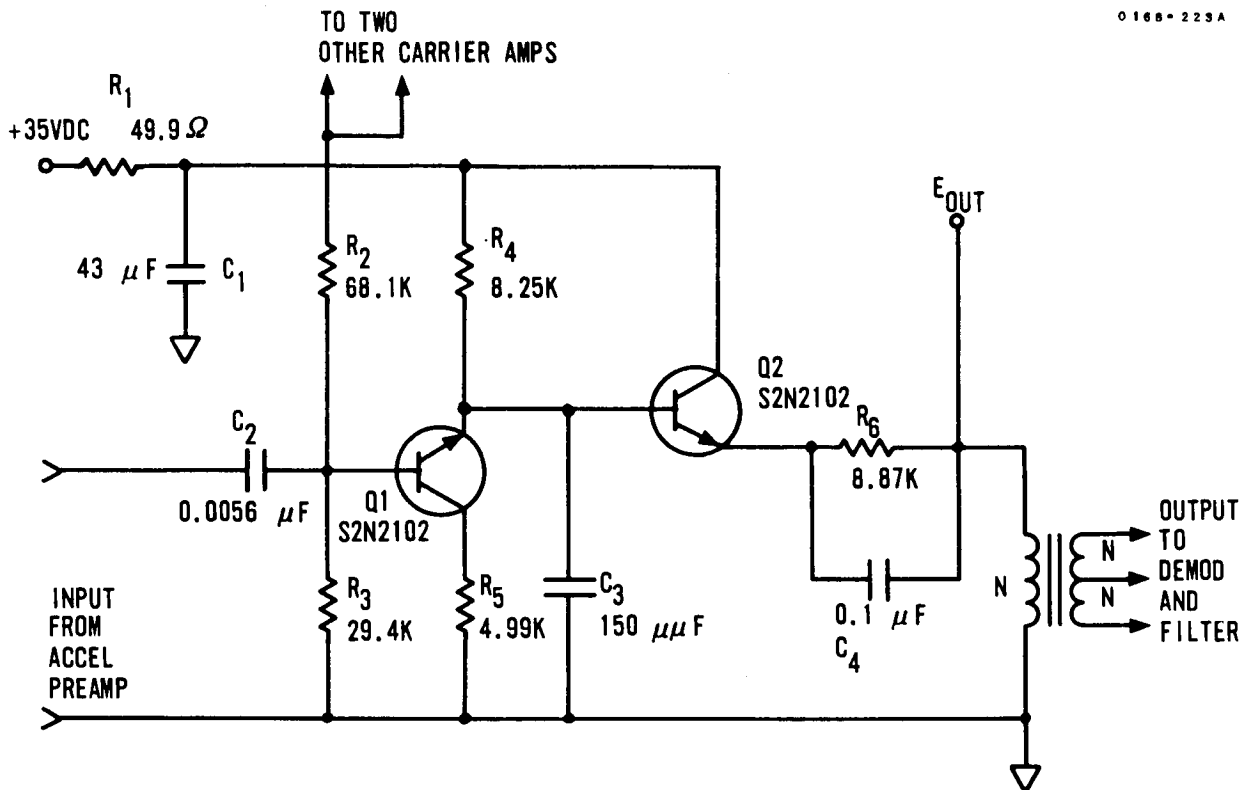 0168-223A
TO TWO
OTHER CARRIER AMPS
R1
+35VDC 49.9Ω
43 μF C1
R2
68.1K
R4
8.25K
EOUT
Q2
S2N2102
R6
8.87K
C2
0.0056 μF
Q1
S2N2102
INPUT
FROM
ACCEL
PREAMP
R3
29.4K
R5
4.99K
C3
150 μμF
0.1 μF
C4
N
N
N
OUTPUT
TO
DEMOD
AND
FILTER